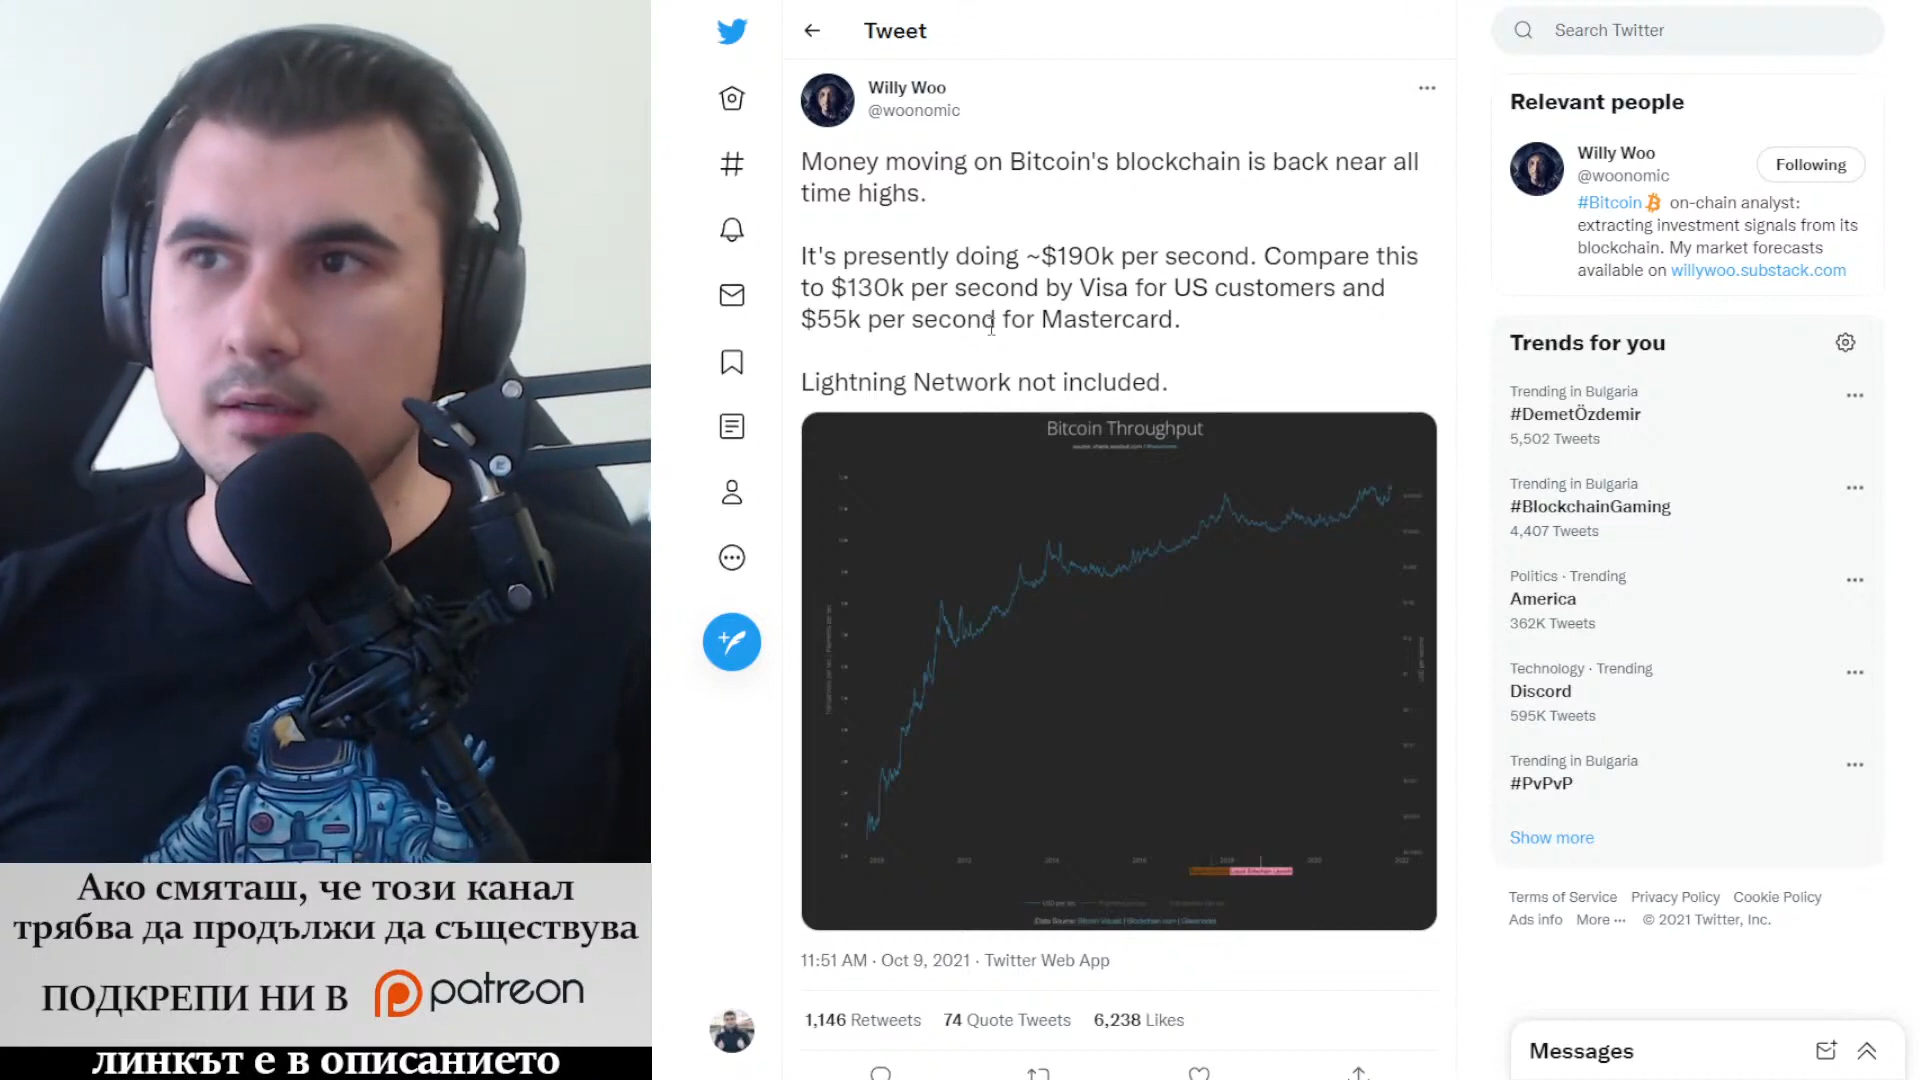 Tweet
Willy Woo
@woonomic
Money moving on Bitcoin's blockchain is back near all
time highs.
It's presently doing ~$190k per second. Compare this
to $130k per second by Visa for US customers and
$55k per second for Mastercard.
Lightning Network not included.
Bitcoin Throughput
2010 2012 2014 2016 2018 2020 2022
11:51 AM · Oct 9, 2021 · Twitter Web App
1,146 Retweets 74 Quote Tweets 6,238 Likes
Search Twitter
Relevant people
Willy Woo
@woonomic
Following
#Bitcoin on-chain analyst:
extracting investment signals from its
blockchain. My market forecasts
available on willywoo.substack.com
Trends for you
Trending in Bulgaria
#DemetÖzdemir
5,502 Tweets
Trending in Bulgaria
#BlockchainGaming
4,407 Tweets
Politics · Trending
America
362K Tweets
Technology · Trending
Discord
595K Tweets
Trending in Bulgaria
#PvPvP
Show more
Terms of Service Privacy Policy Cookie Policy
Ads info More ··· © 2021 Twitter, Inc.
Messages
Ако смяташ, че този канал
трябва да продължи да съществува
ПОДКРЕПИ НИ В patreon
линкът е в описанието